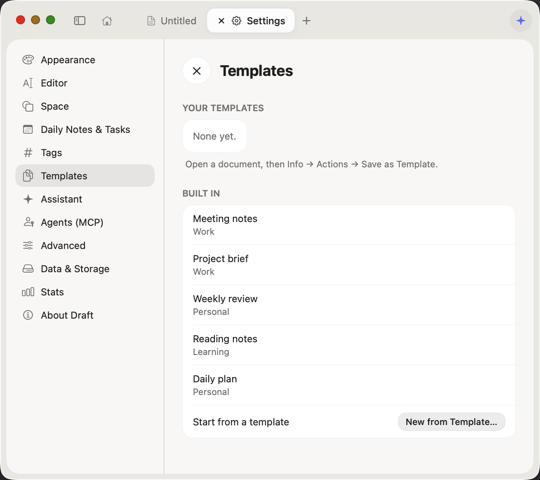 Untitled
Settings
Appearance
Editor
Space
Daily Notes & Tasks
Tags
Templates
Assistant
Agents (MCP)
Advanced
Data & Storage
Stats
About Draft
Templates
YOUR TEMPLATES
None yet.
Open a document, then Info → Actions → Save as Template.
BUILT IN
Meeting notes
Work
Project brief
Work
Weekly review
Personal
Reading notes
Learning
Daily plan
Personal
Start from a template
New from Template...